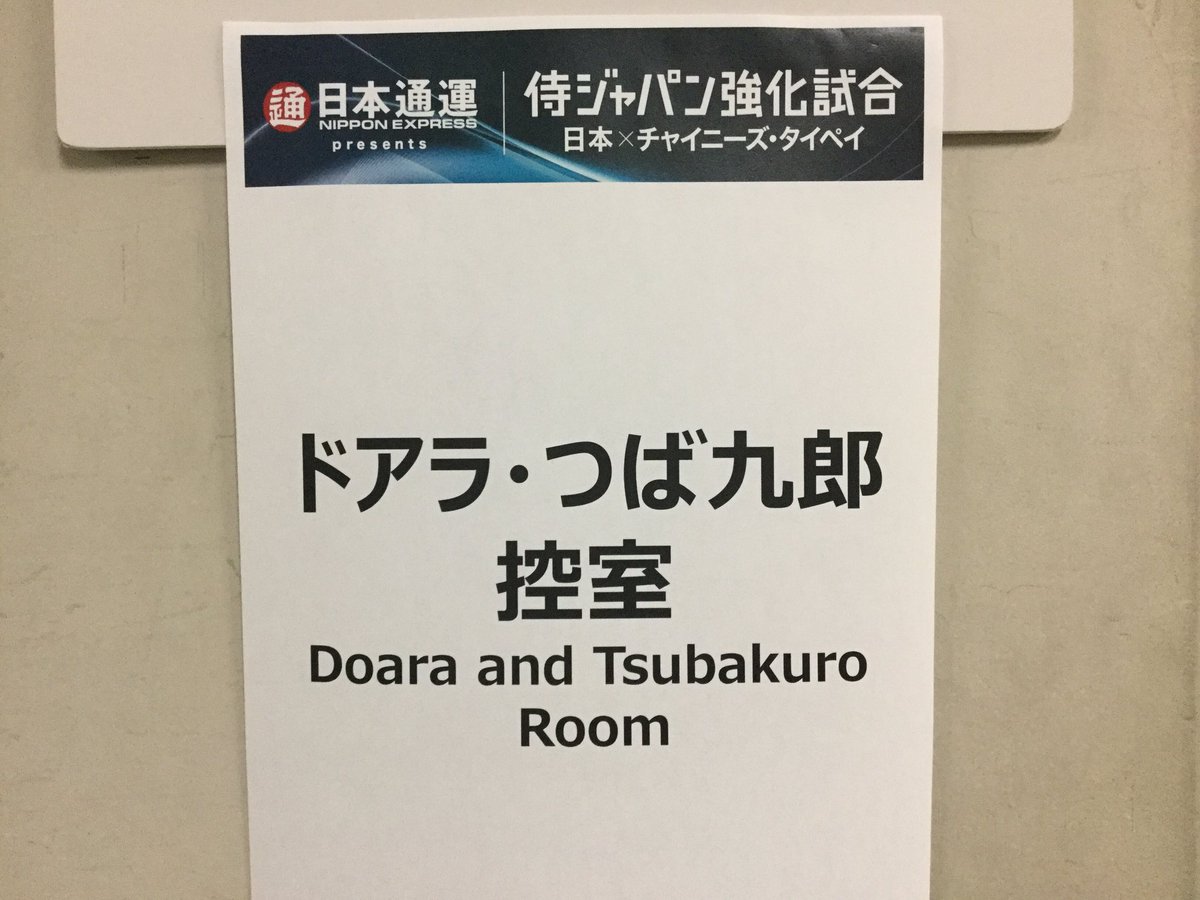 通 日本通運
NIPPON EXPRESS
presents
侍ジャパン強化試合
日本×チャイニーズ・タイペイ
ドアラ・つば九郎
控室
Doara and Tsubakuro
Room